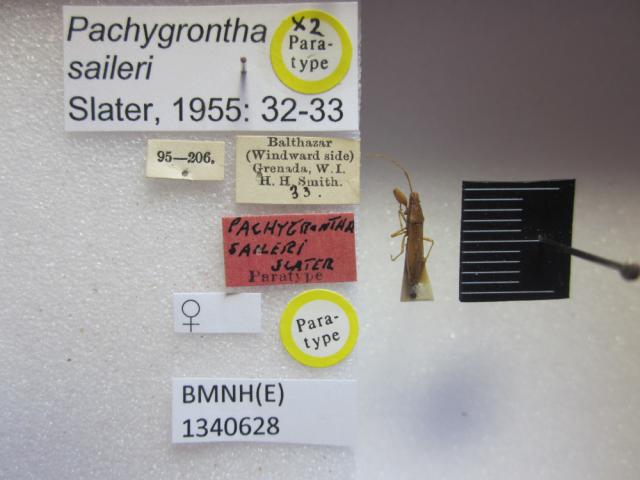 Pachygrontha
saileri
Slater, 1955: 32-33
x2
Para-
type
95—206.
Balthazar
(Windward side)
Grenada, W. I.
H. H. Smith.
33.
PACHYGRONTHA
SAILERI
SLATER
Paratype
♀
Para-
type
BMNH(E)
1340628